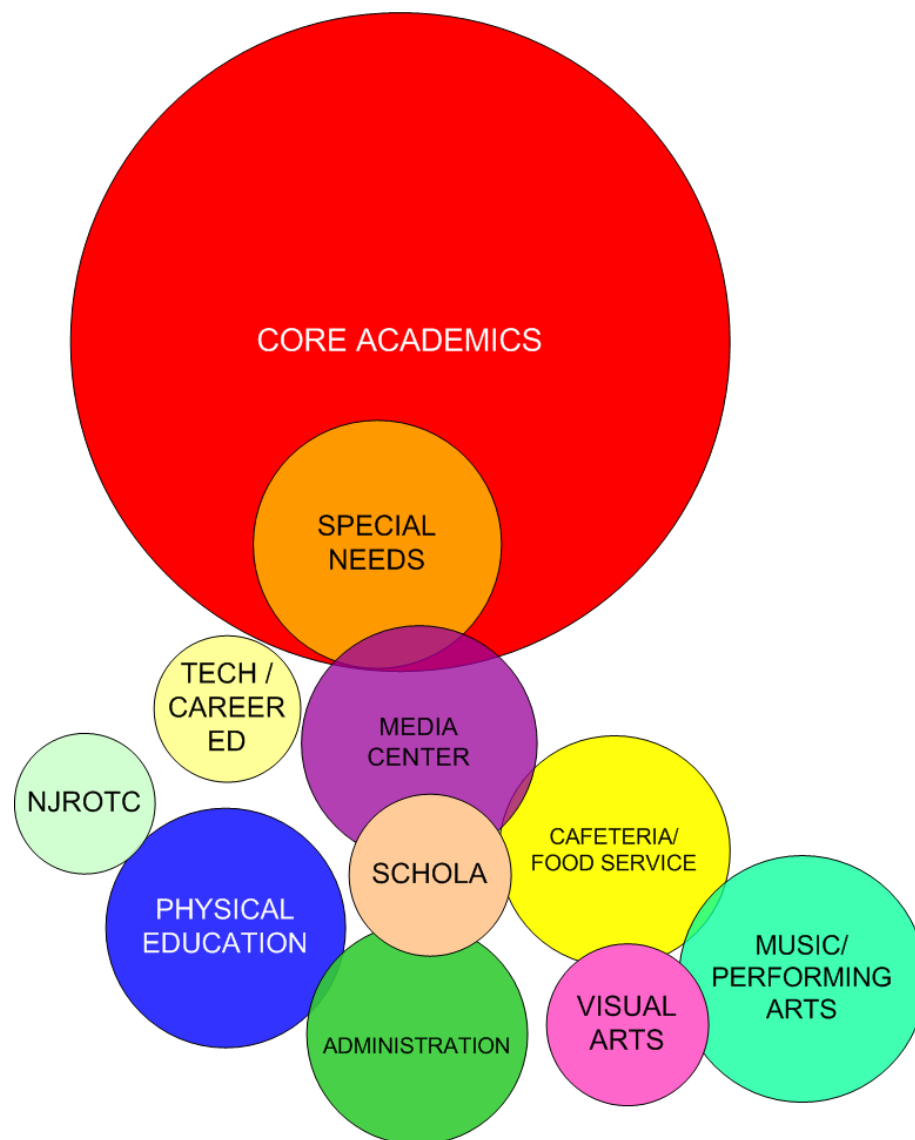 CORE ACADEMICS
SPECIAL
NEEDS
TECH /
CAREER
ED
MEDIA
CENTER
NJROTC
CAFETERIA/
FOOD SERVICE
SCHOLA
PHYSICAL
EDUCATION
MUSIC/
PERFORMING
ARTS
VISUAL
ARTS
ADMINISTRATION